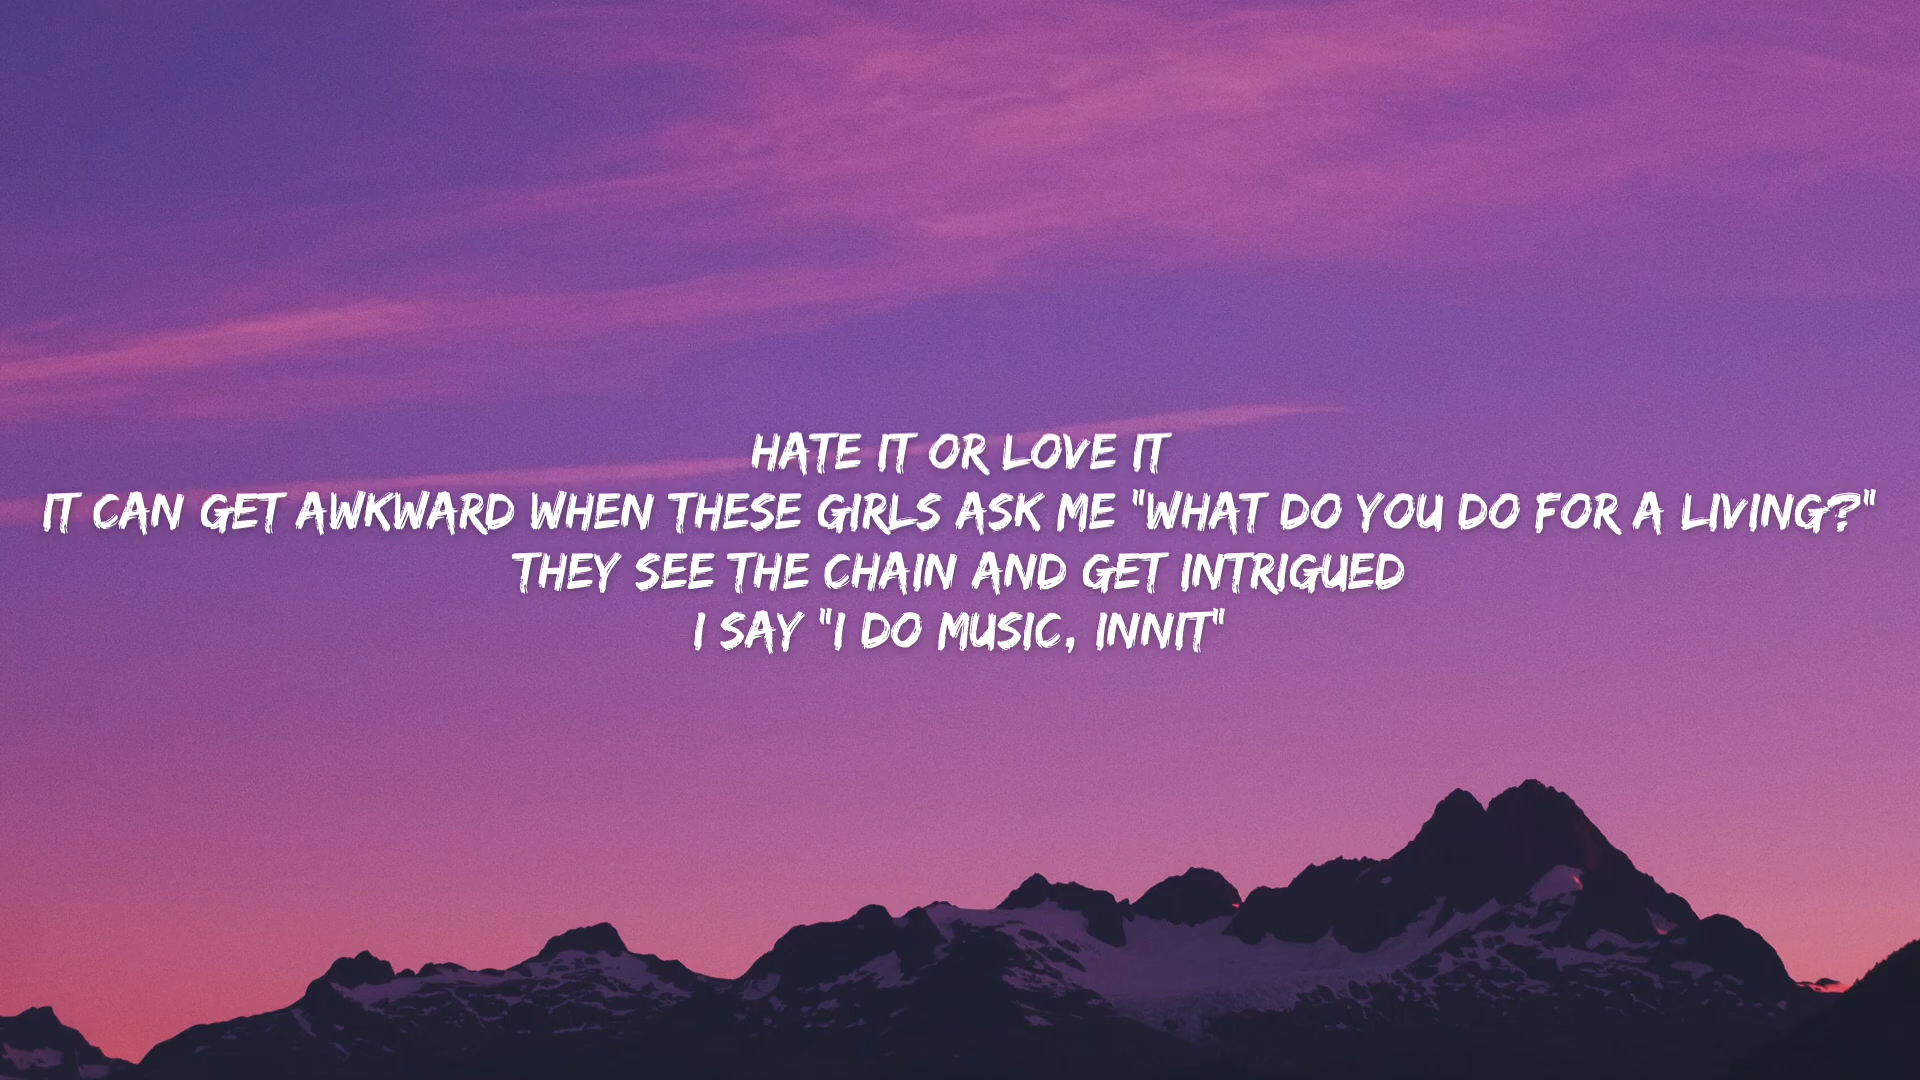 HATE IT OR LOVE IT
IT CAN GET AWKWARD WHEN THESE GIRLS ASK ME "WHAT DO YOU DO FOR A LIVING?"
THEY SEE THE CHAIN AND GET INTRIGUED
I SAY "I DO MUSIC, INNIT"